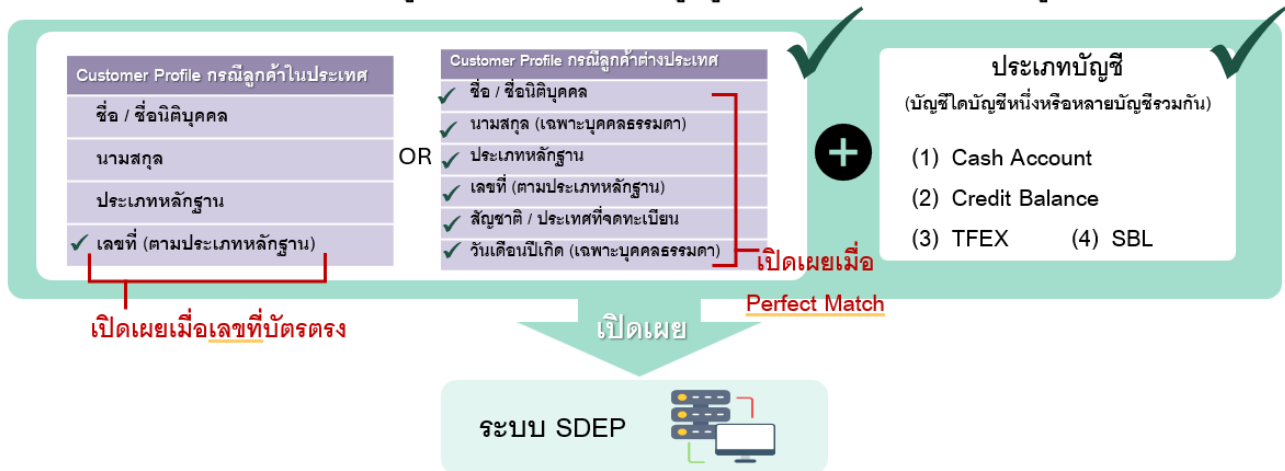 Customer Profile กรณีลูกค้าในประเทศ
ชื่อ / ชื่อนิติบุคคล
นามสกุล
ประเภทหลักฐาน
✓ เลขที่ (ตามประเภทหลักฐาน)
เปิดเผยเมื่อเลขที่บัตรตรง
OR
Customer Profile กรณีลูกค้าต่างประเทศ
✓ ชื่อ / ชื่อนิติบุคคล
✓ นามสกุล (เฉพาะบุคคลธรรมดา)
✓ ประเภทหลักฐาน
✓ เลขที่ (ตามประเภทหลักฐาน)
✓ สัญชาติ / ประเทศที่จดทะเบียน
✓ วันเดือนปีเกิด (เฉพาะบุคคลธรรมดา)
เปิดเผยเมื่อ
Perfect Match
+
ประเภทบัญชี
(บัญชีใดบัญชีหนึ่งหรือหลายบัญชีรวมกัน)
(1) Cash Account
(2) Credit Balance
(3) TFEX (4) SBL
เปิดเผย
ระบบ SDEP